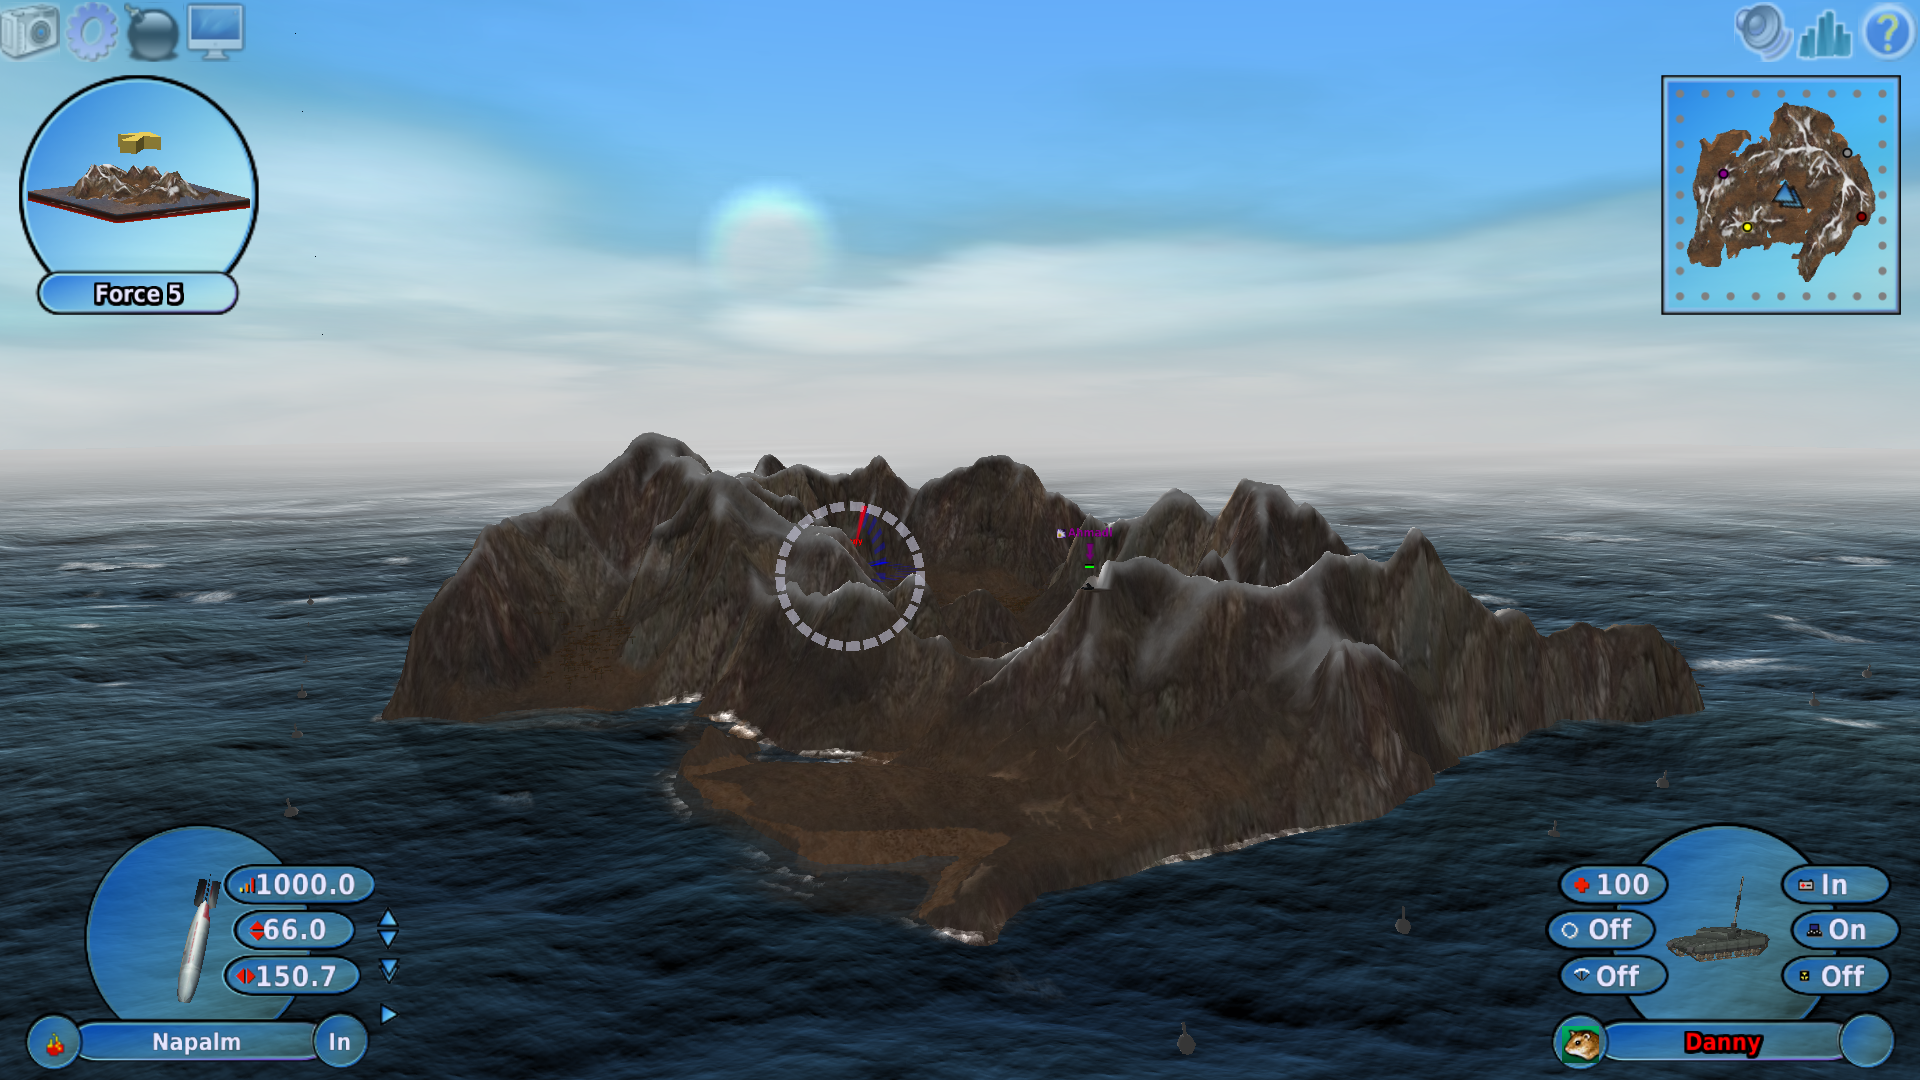 Force 5
1000.0
66.0
150.7
Napalm
In
100
In
Off
On
Off
Off
Danny